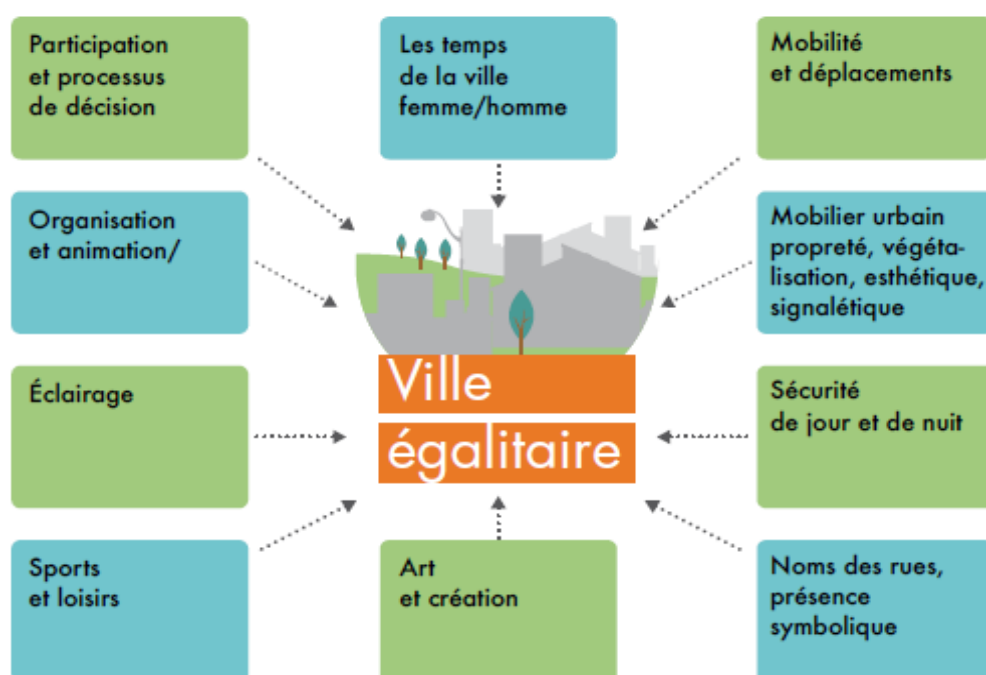 Participation
et processus
de décision
Les temps
de la ville
femme/homme
Mobilité
et déplacements
Organisation
et animation/
Mobilier urbain
propreté, végéta-
lisation, esthétique,
signalétique
Éclairage
Ville
égalitaire
Sécurité
de jour et de nuit
Sports
et loisirs
Art
et création
Noms des rues,
présence
symbolique